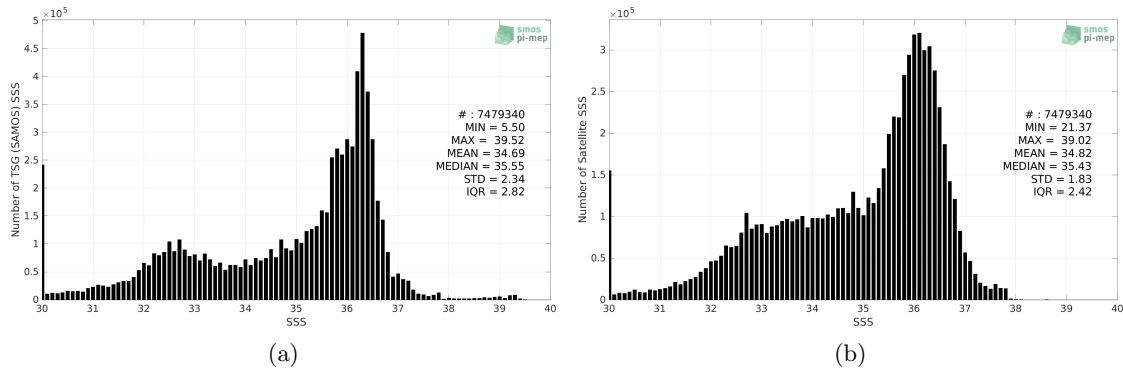 ×10⁵
5
4.5
4
3.5
3
2.5
2
1.5
1
0.5
0
Number of TSG (SAMOS) SSS
smos
pi-mep
# : 7479340
MIN = 5.50
MAX = 39.52
MEAN = 34.69
MEDIAN = 35.55
STD = 2.34
IQR = 2.82
30 31 32 33 34 35 36 37 38 39 40
SSS
(a)
×10⁵
3
2.5
2
1.5
1
0.5
0
Number of Satellite SSS
smos
pi-mep
# : 7479340
MIN = 21.37
MAX = 39.02
MEAN = 34.82
MEDIAN = 35.43
STD = 1.83
IQR = 2.42
30 31 32 33 34 35 36 37 38 39 40
SSS
(b)